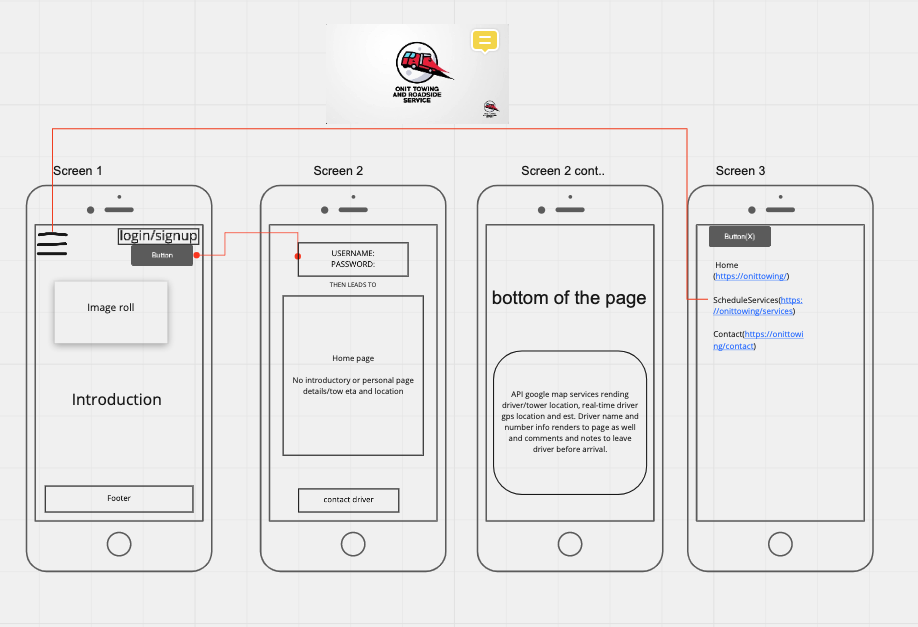 ONIT TOWING
AND ROADSIDE
SERVICE
Screen 1
login/signup
Button
Image roll
Introduction
Footer
Screen 2
USERNAME:
PASSWORD:
THEN LEADS TO
Home page
No introductory or personal page
details/tow eta and location
contact driver
Screen 2 cont..
bottom of the page
API google map services rending
driver/tower location, real-time driver
gps location and est. Driver name and
number info renders to page as well
and comments and notes to leave
driver before arrival.
Screen 3
Button(X)
Home
(https://onittowing/)
ScheduleServices(https:
//onittowing/services)
Contact(https://onittowi
ng/contact)